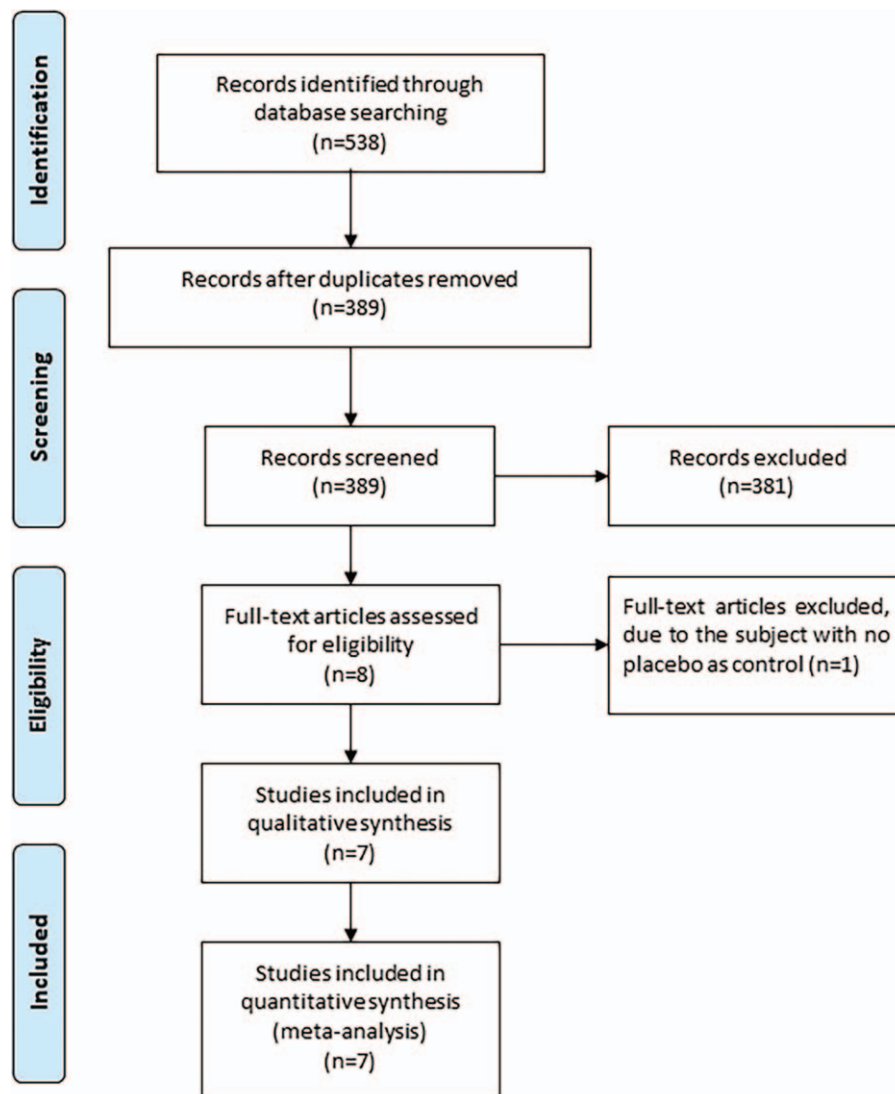 Identification
Records identified through
database searching
(n=538)
Records after duplicates removed
(n=389)
Screening
Records screened
(n=389)
Records excluded
(n=381)
Eligibility
Full-text articles assessed
for eligibility
(n=8)
Full-text articles excluded,
due to the subject with no
placebo as control (n=1)
Studies included in
qualitative synthesis
(n=7)
Included
Studies included in
quantitative synthesis
(meta-analysis)
(n=7)